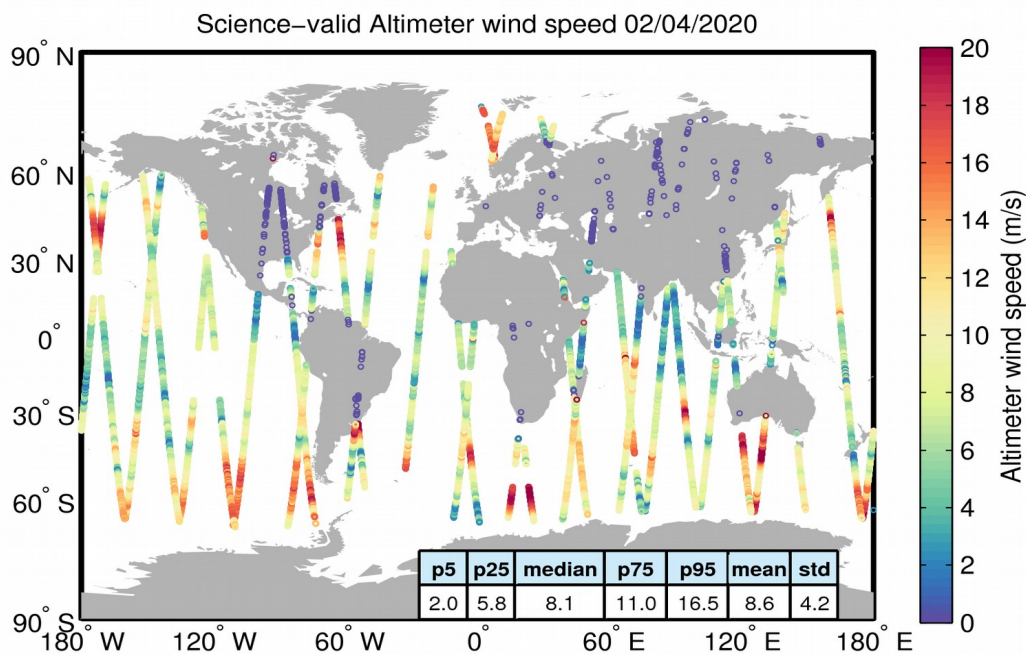 Science−valid Altimeter wind speed 02/04/2020
90° N
60° N
30° N
0°
30° S
60° S
90° S
180° W
120° W
60° W
0°
60° E
120° E
180° E
p5 p25 median p75 p95 mean std
2.0 5.8 8.1 11.0 16.5 8.6 4.2
20
18
16
14
12
10
8
6
4
2
0
Altimeter wind speed (m/s)